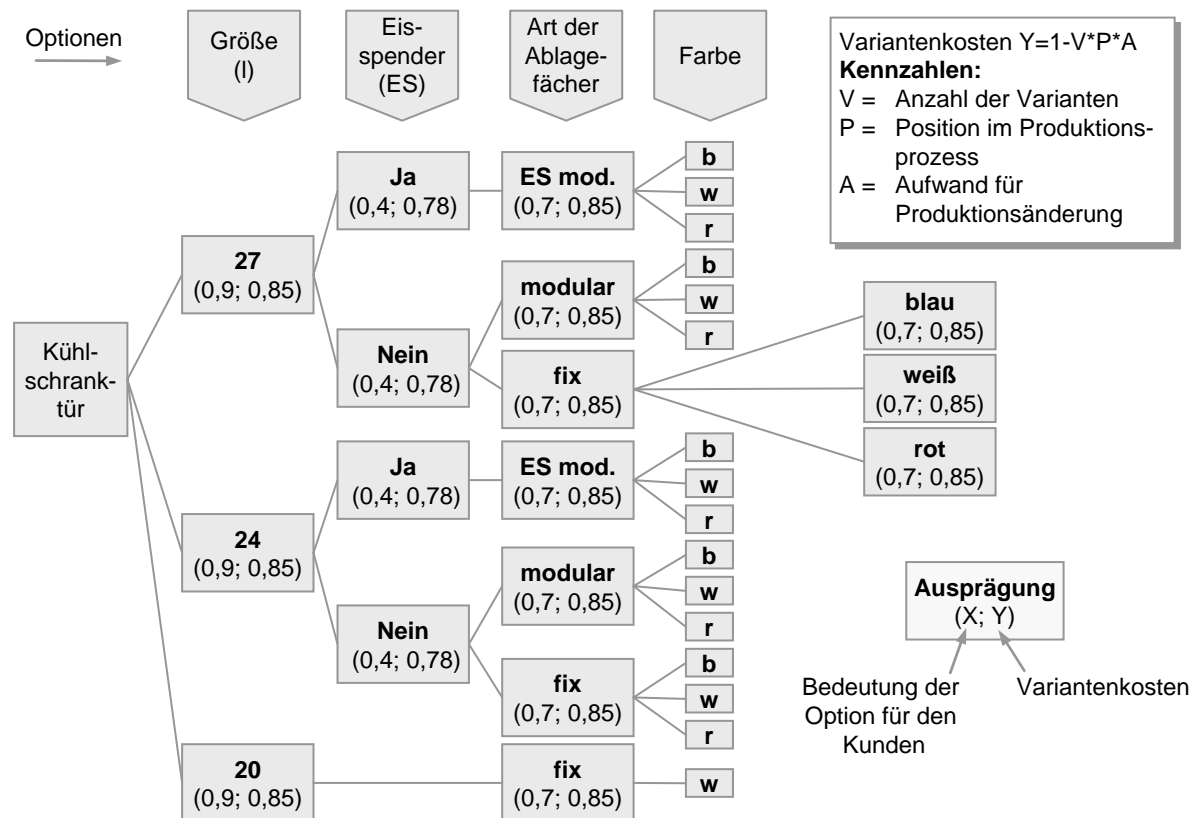 Optionen
Größe
(l)
Eis-
spender
(ES)
Art der
Ablage-
fächer
Farbe
Variantenkosten Y=1-V*P*A
Kennzahlen:
V = Anzahl der Varianten
P = Position im Produktions-
prozess
A = Aufwand für
Produktionsänderung
Kühl-
schrank-
tür
27
(0,9; 0,85)
Ja
(0,4; 0,78)
ES mod.
(0,7; 0,85)
b
w
r
Nein
(0,4; 0,78)
modular
(0,7; 0,85)
b
w
r
fix
(0,7; 0,85)
blau
(0,7; 0,85)
weiß
(0,7; 0,85)
rot
(0,7; 0,85)
24
(0,9; 0,85)
Ja
(0,4; 0,78)
ES mod.
(0,7; 0,85)
b
w
r
Nein
(0,4; 0,78)
modular
(0,7; 0,85)
b
w
r
fix
(0,7; 0,85)
b
w
r
20
(0,9; 0,85)
fix
(0,7; 0,85)
w
Ausprägung
(X; Y)
Bedeutung der
Option für den
Kunden
Variantenkosten